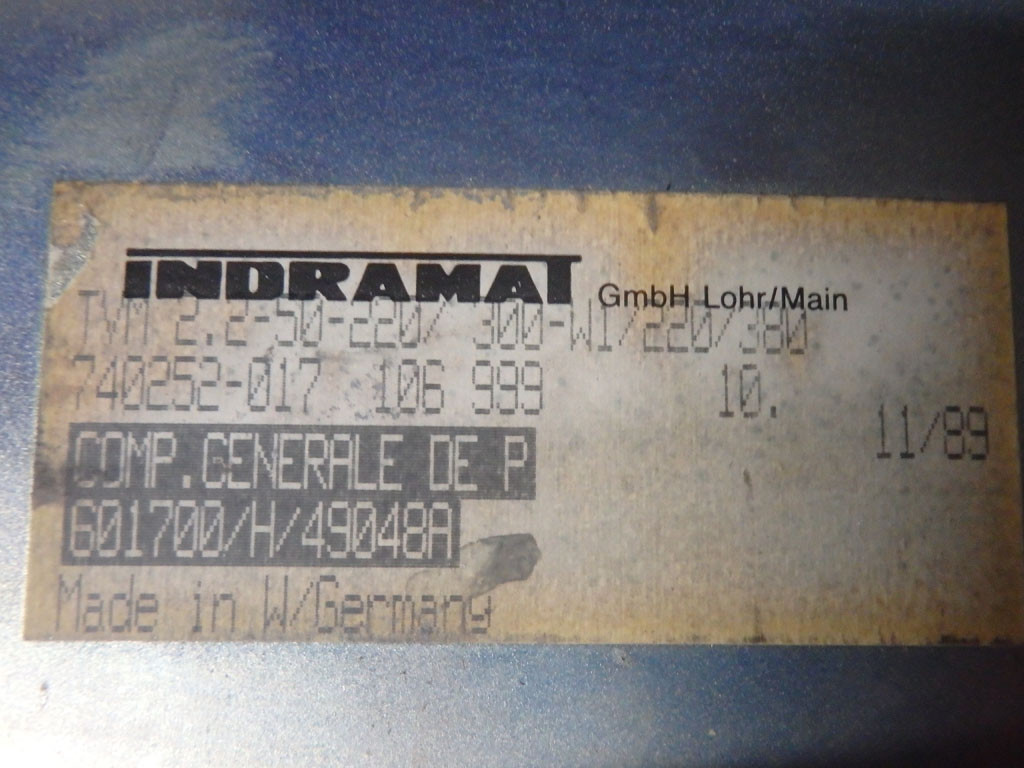 INDRAMAT GmbH Lohr/Main
TVM 2.2-50-220/ 300-W1/220/380
740252-017 106 999 10.
11/89
COMP.GENERALE DE P
601700/H/49048A
Made in W/Germany